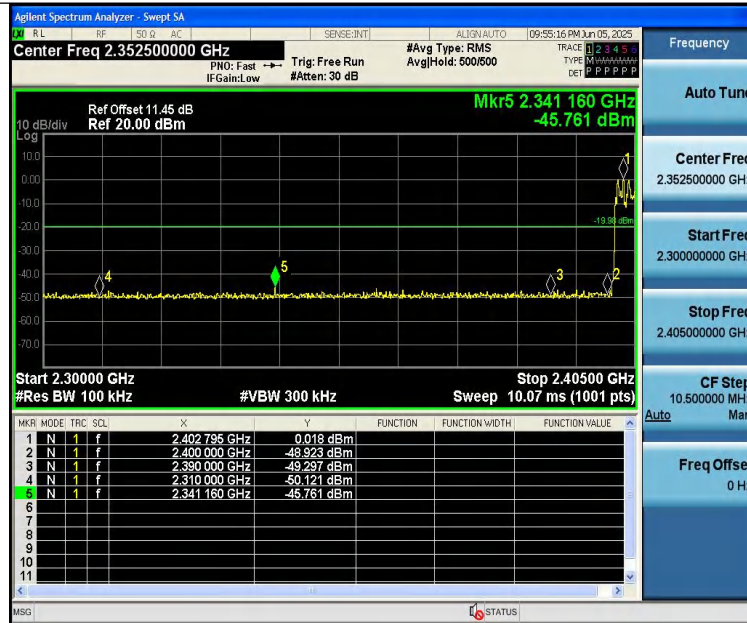 Agilent Spectrum Analyzer - Swept SA
LXI RL RF 50 Ω AC SENSE:INT ALIGN AUTO 09:55:16 PM Jun 05, 2025
Center Freq 2.352500000 GHz
PNO: Fast
IFGain:Low
Trig: Free Run
#Atten: 30 dB
#Avg Type: RMS
Avg|Hold: 500/500
TRACE 1 2 3 4 5 6
TYPE M
DET P P P P P P
Ref Offset 11.45 dB
Ref 20.00 dBm
10 dB/div
Log
Mkr5 2.341 160 GHz
-45.761 dBm
10.0
0.00
-10.0
-20.0
-30.0
-40.0
-50.0
-60.0
-70.0
-19.98 dBm
1
2
3
4
5
Start 2.30000 GHz Stop 2.40500 GHz
#Res BW 100 kHz #VBW 300 kHz Sweep 10.07 ms (1001 pts)
MKR MODE TRC SCL X Y FUNCTION FUNCTION WIDTH FUNCTION VALUE
1 N 1 f 2.402 795 GHz 0.018 dBm
2 N 1 f 2.400 000 GHz -48.923 dBm
3 N 1 f 2.390 000 GHz -49.297 dBm
4 N 1 f 2.310 000 GHz -50.121 dBm
5 N 1 f 2.341 160 GHz -45.761 dBm
6
7
8
9
10
11
MSG STATUS
Frequency
Auto Tune
Center Freq
2.352500000 GHz
Start Freq
2.300000000 GHz
Stop Freq
2.405000000 GHz
CF Step
10.500000 MHz
Auto Man
Freq Offset
0 Hz